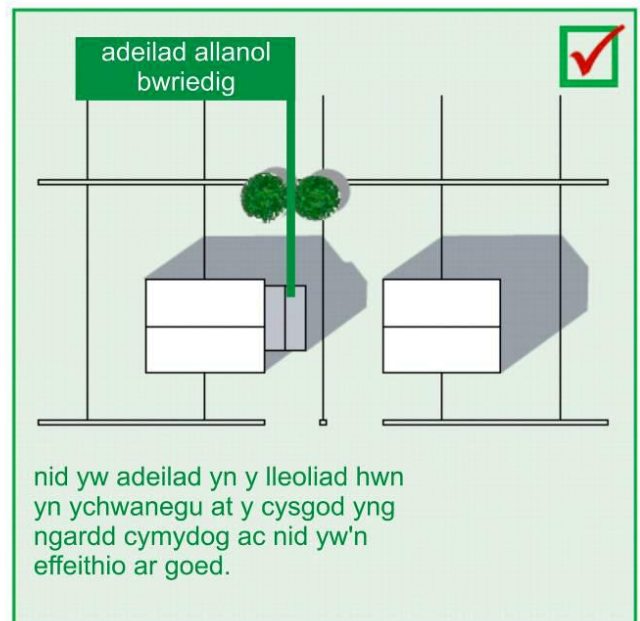 adeilad allanol
bwriedig
nid yw adeilad yn y lleoliad hwn
yn ychwanegu at y cysgod yng
ngardd cymydog ac nid yw'n
effeithio ar goed.